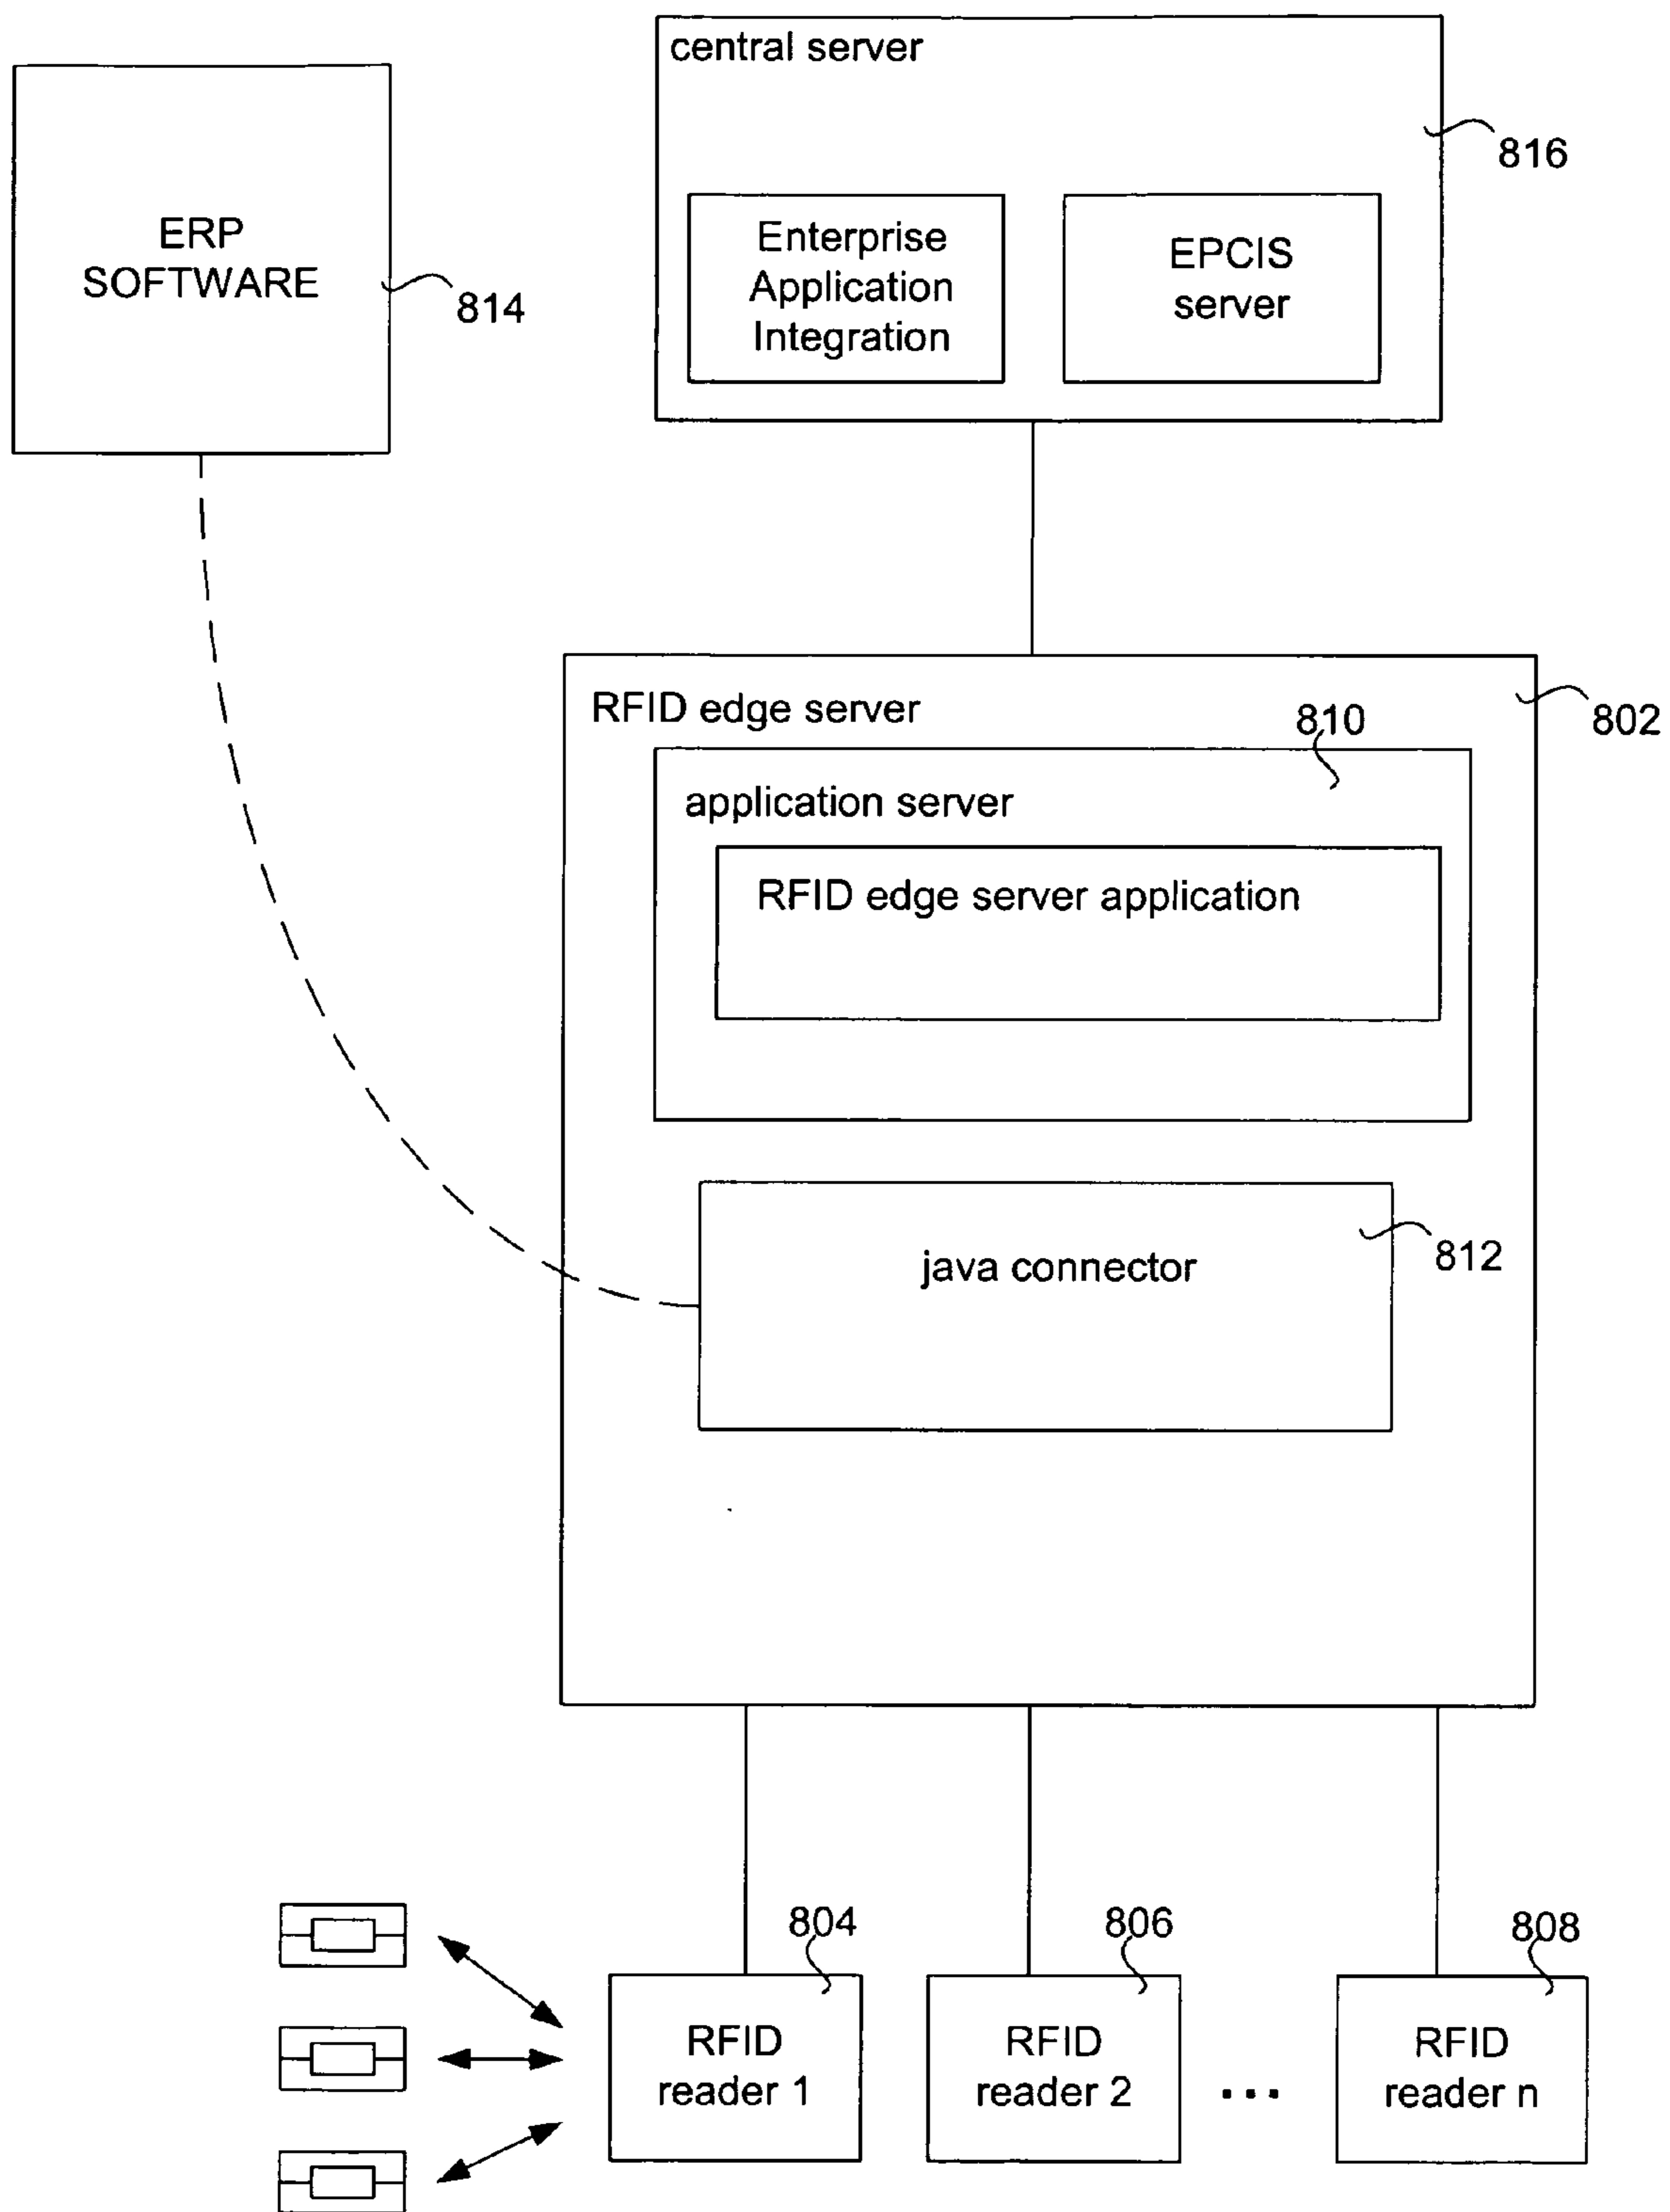 central server
816
ERP
SOFTWARE
814
Enterprise
Application
Integration
EPCIS
server
RFID edge server
802
810
application server
RFID edge server application
java connector
812
804
806
808
RFID
reader 1
RFID
reader 2
...
RFID
reader n